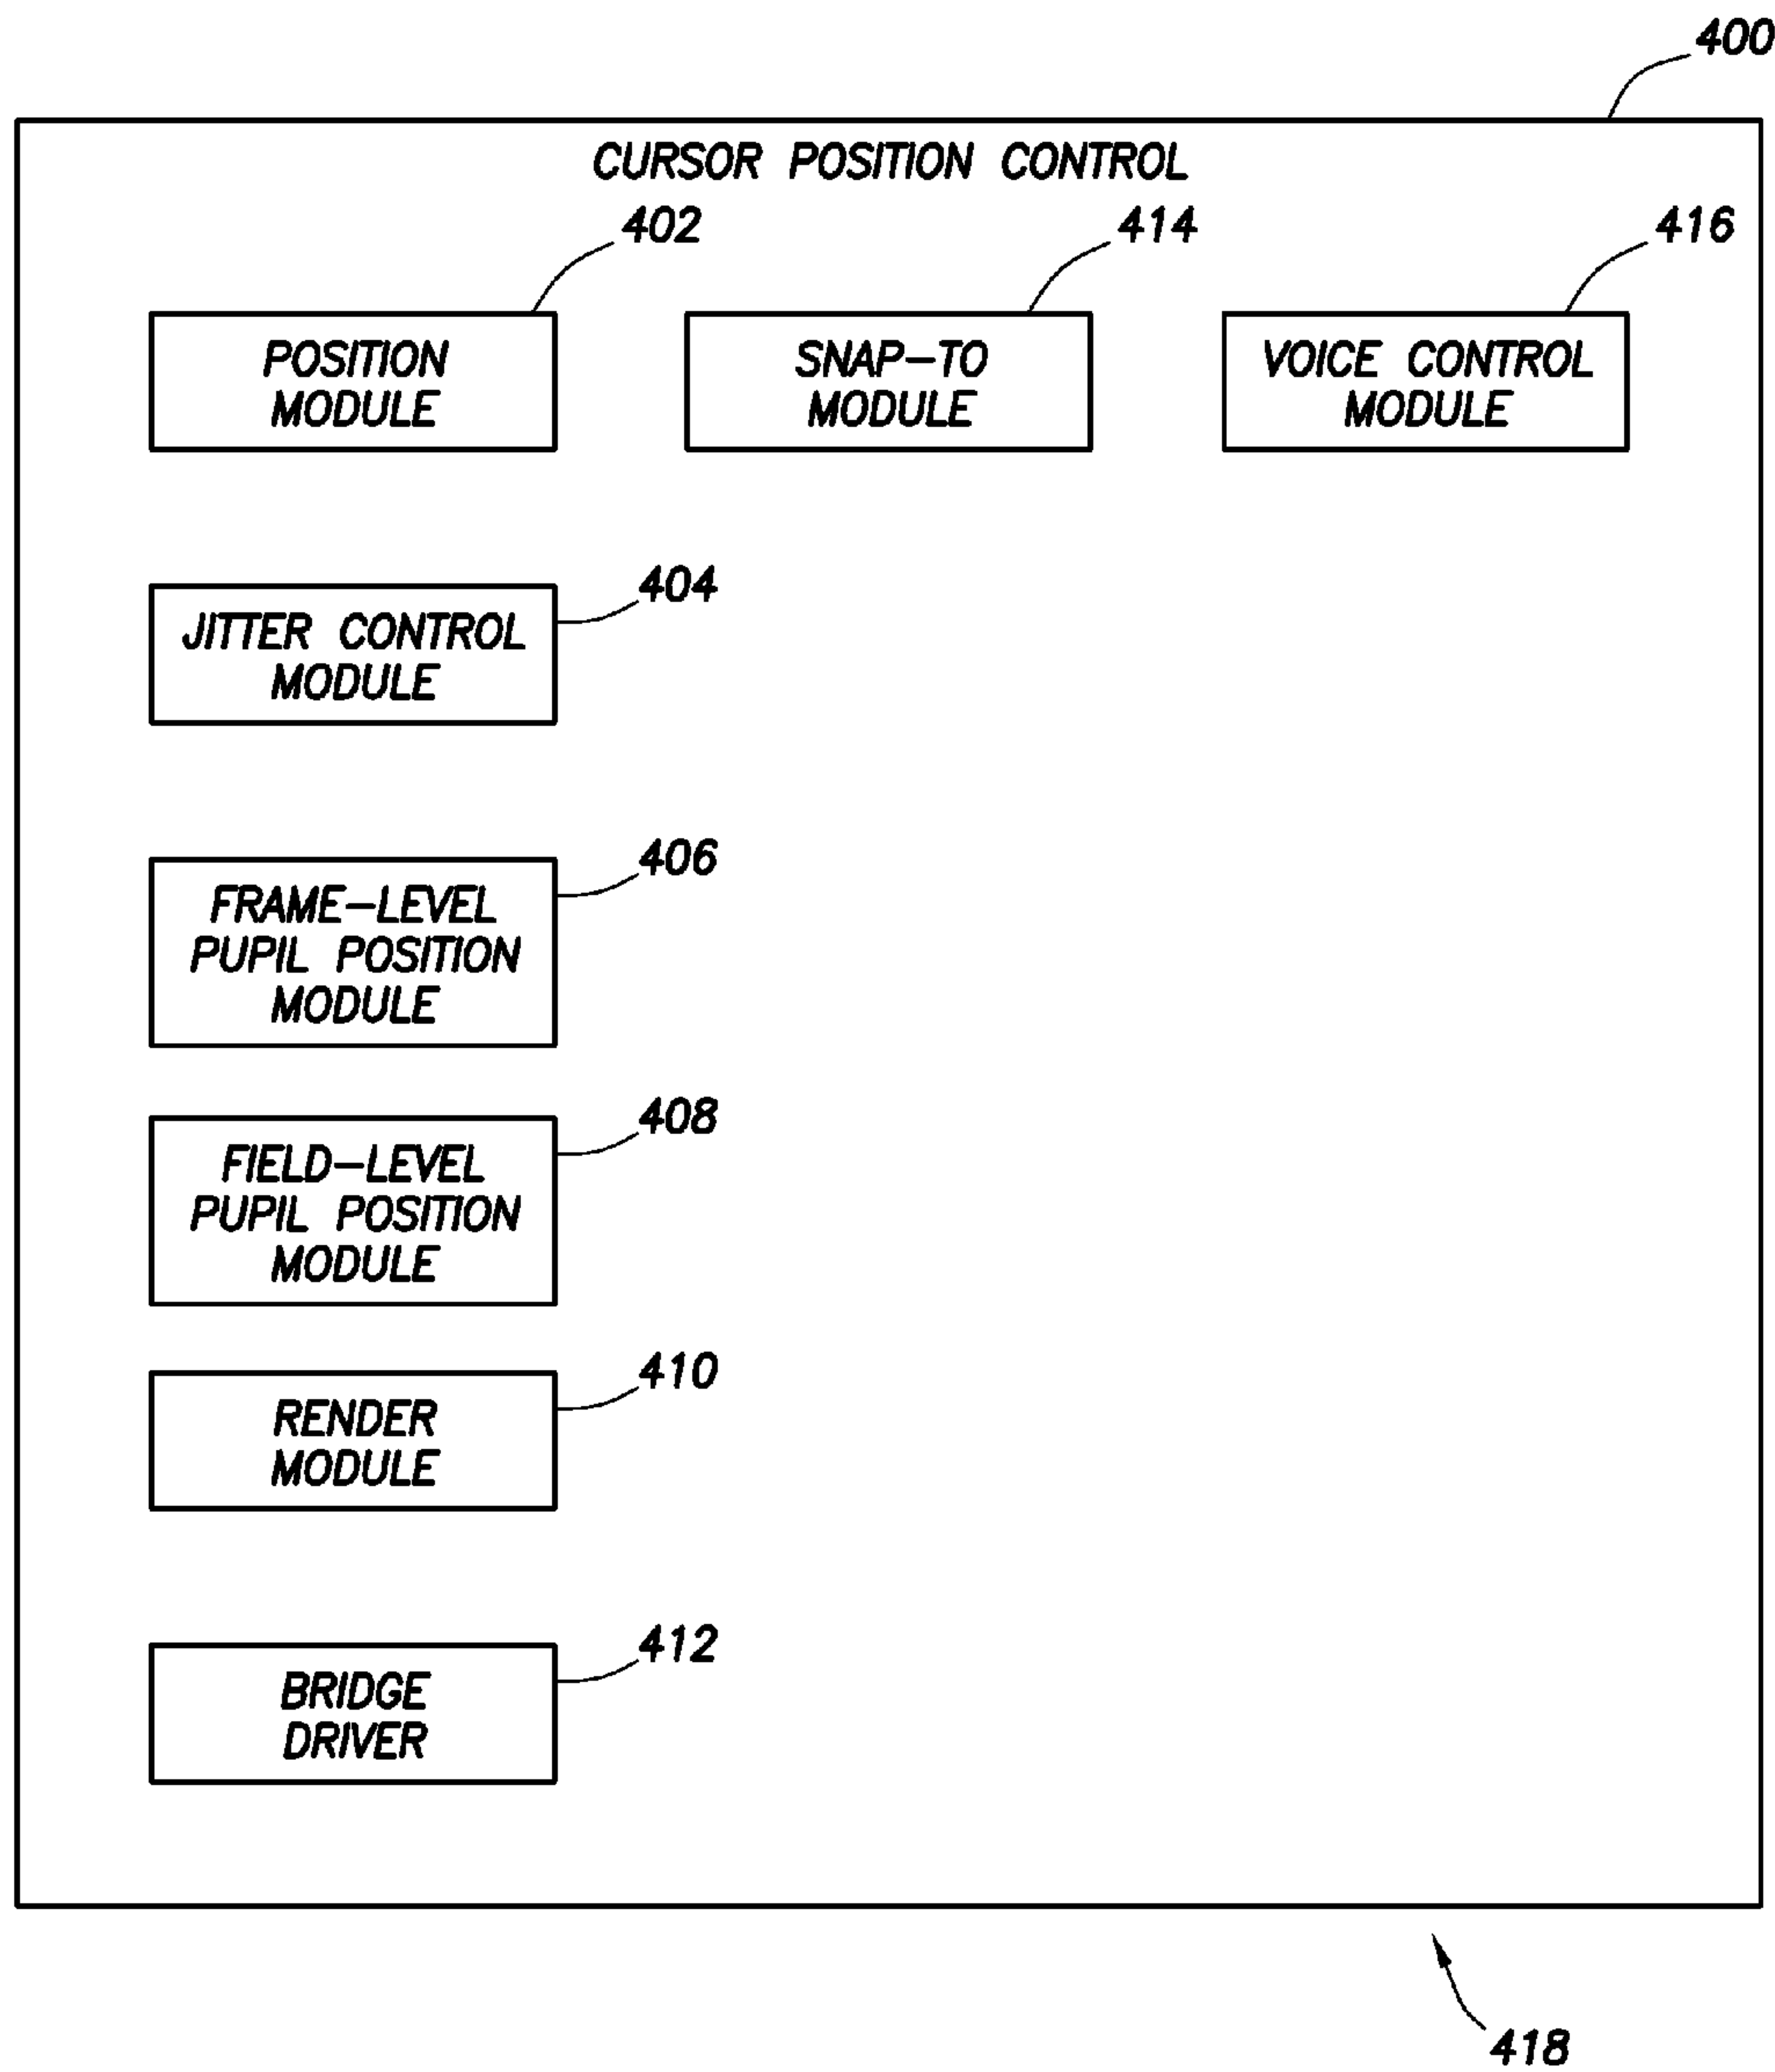 400
CURSOR POSITION CONTROL
402
414
416
POSITION
MODULE
SNAP-TO
MODULE
VOICE CONTROL
MODULE
404
JITTER CONTROL
MODULE
406
FRAME-LEVEL
PUPIL POSITION
MODULE
408
FIELD-LEVEL
PUPIL POSITION
MODULE
410
RENDER
MODULE
412
BRIDGE
DRIVER
418